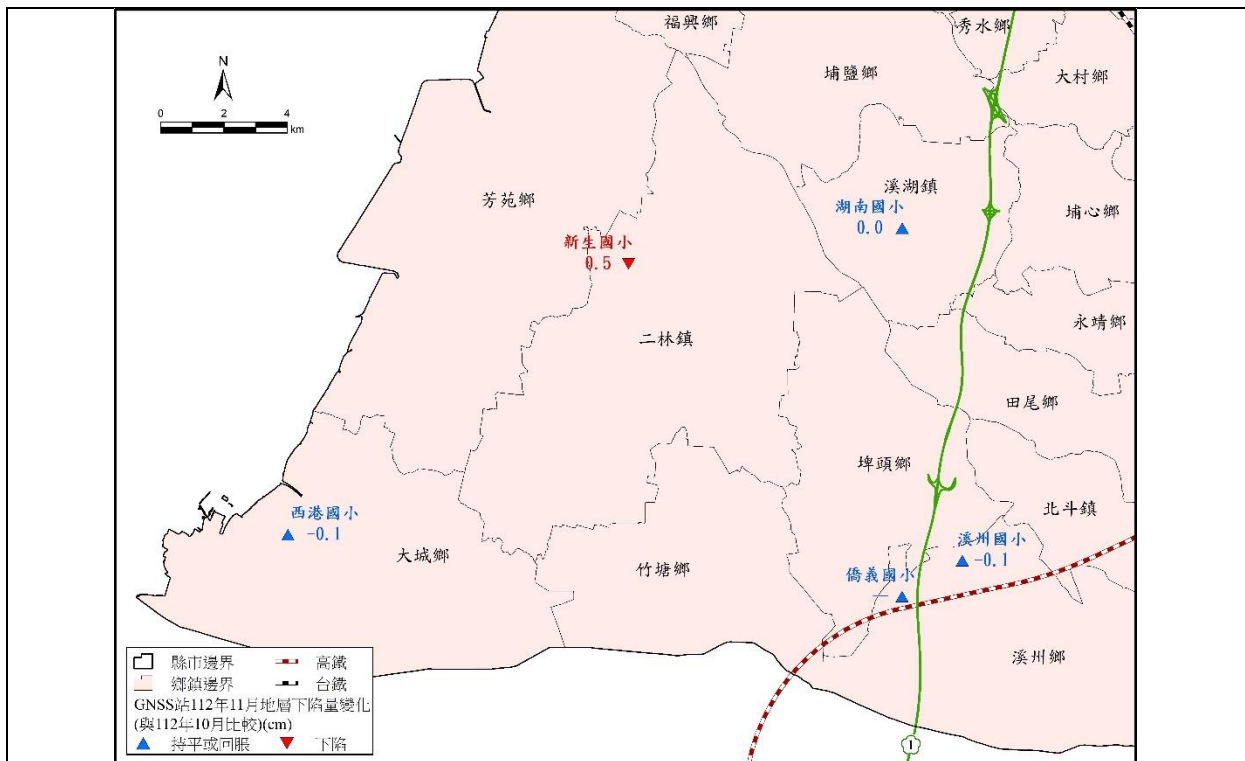 福興鄉
秀水鄉
埔鹽鄉
大村鄉
N
0 2 4
km
溪湖鎮
芳苑鄉
湖南國小
0.0
埔心鄉
新生國小
0.5
永靖鄉
二林鎮
田尾鄉
埤頭鄉
北斗鎮
西港國小
-0.1
溪州國小
-0.1
大城鄉
竹塘鄉
僑義國小
—
溪州鄉
縣市邊界 高鐵
鄉鎮邊界 台鐵
GNSS站112年11月地層下陷量變化
(與112年10月比較)(cm)
持平或回脹 下陷
1